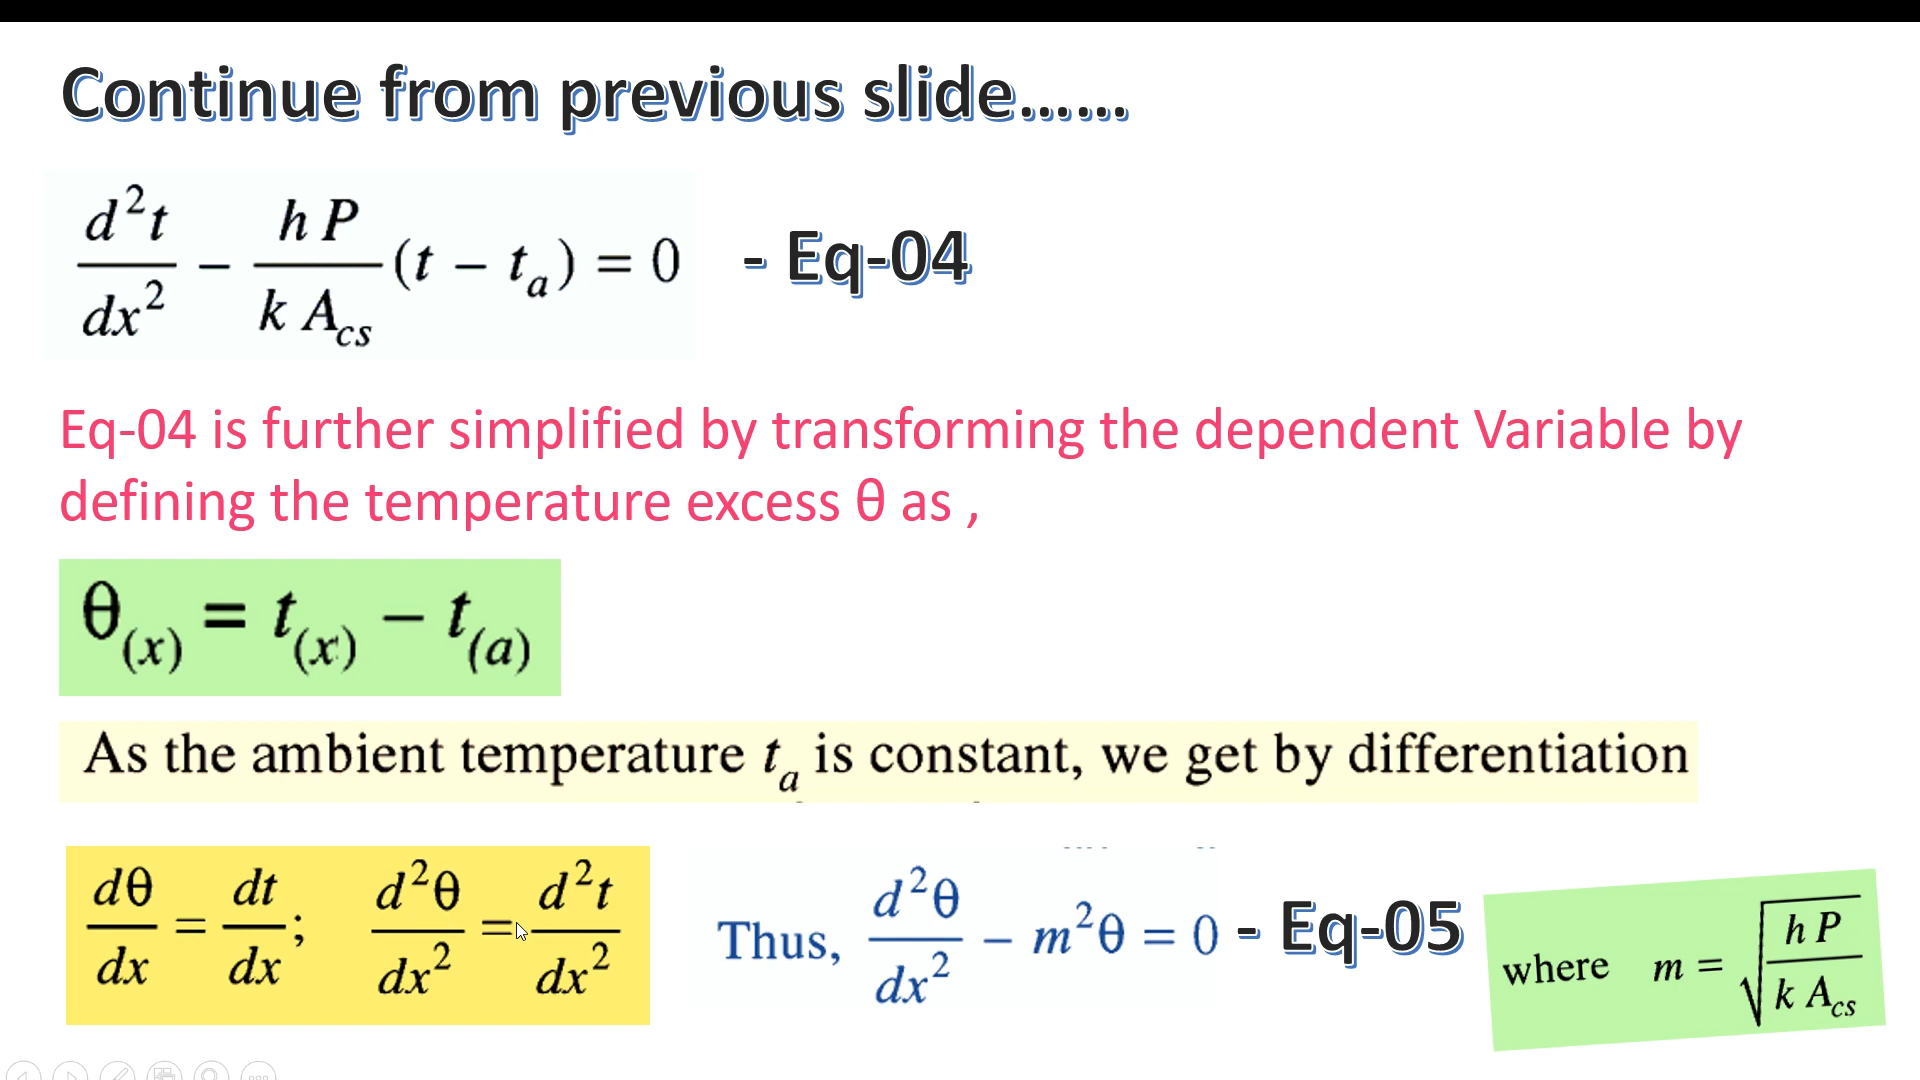 Continue from previous slide......
d²t/dx² − h P/k A_cs (t − t_a) = 0 - Eq-04
Eq-04 is further simplified by transforming the dependent Variable by
defining the temperature excess θ as ,
θ_(x) = t_(x) − t_(a)
As the ambient temperature t_a is constant, we get by differentiation
dθ/dx = dt/dx; d²θ/dx² = d²t/dx²
Thus, d²θ/dx² − m²θ = 0 - Eq-05
where m = √(h P/k A_cs)